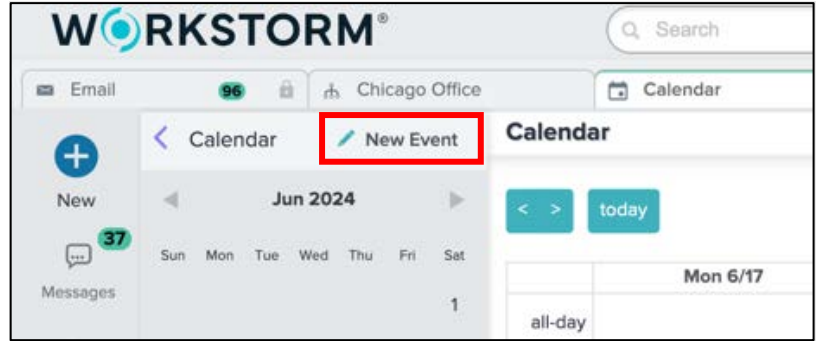 WORKSTORM®
Search
Email 96 Chicago Office Calendar
Calendar New Event
Calendar
New
Jun 2024
< > today
37
Sun Mon Tue Wed Thu Fri Sat
Messages
1
Mon 6/17
all-day